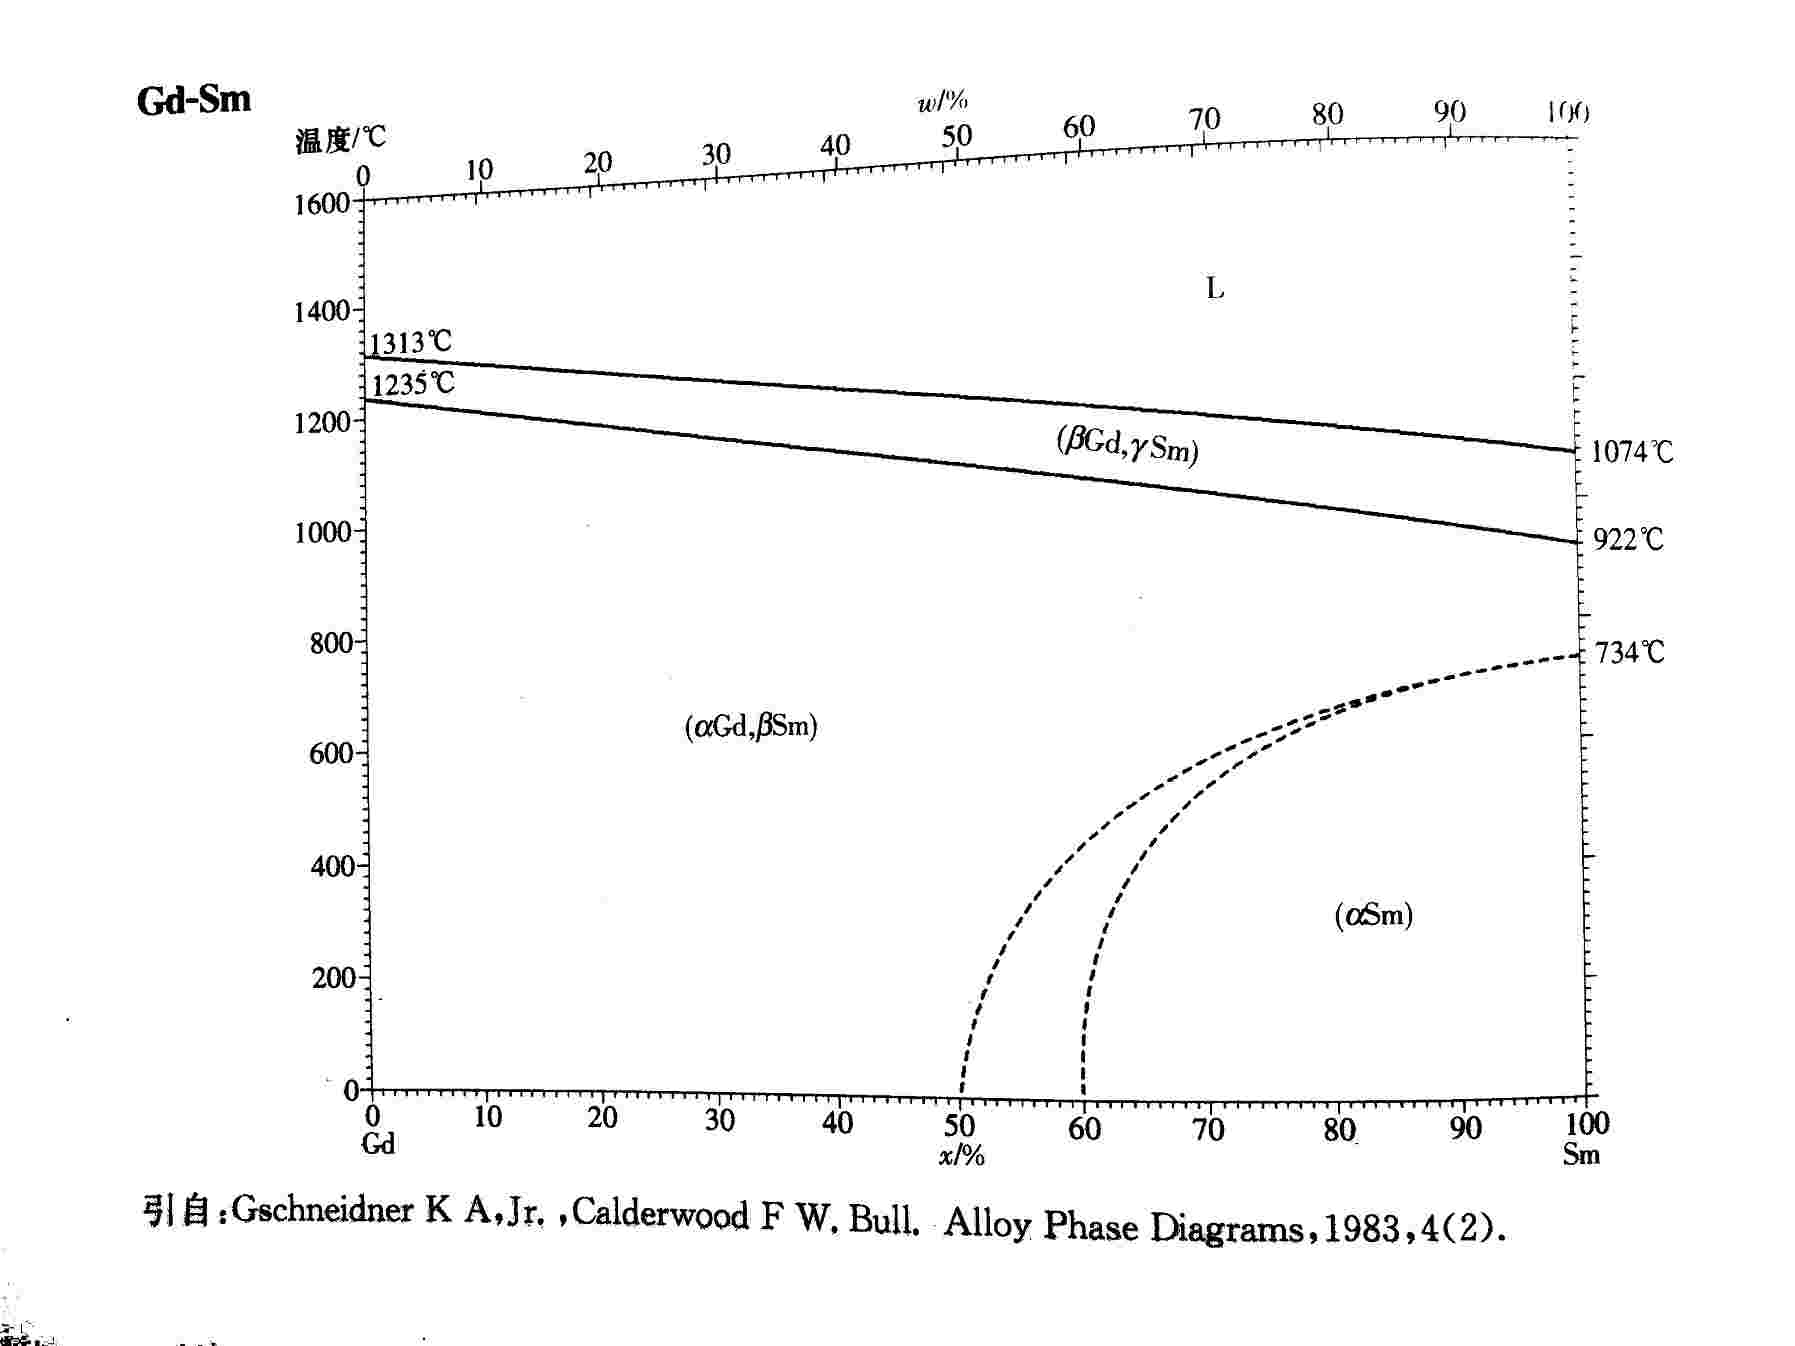 Gd-Sm
w/%
温度/℃
0 10 20 30 40 50 60 70 80 90 100
1600
1400
1200
1000
800
600
400
200
0
L
1313℃
1235℃
(βGd,γSm)
1074℃
922℃
734℃
(αGd,βSm)
(αSm)
0 10 20 30 40 50 60 70 80 90 100
Gd x/% Sm
引自:Gschneidner K A,Jr.,Calderwood F W. Bull. Alloy Phase Diagrams,1983,4(2).